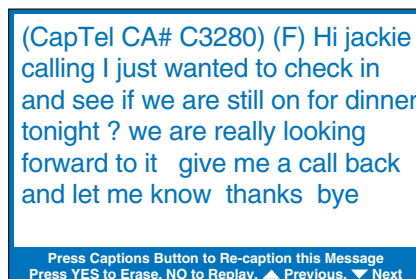 (CapTel CA# C3280) (F) Hi jackie
calling I just wanted to check in
and see if we are still on for dinner
tonight ? we are really looking
forward to it   give me a call back
and let me know  thanks  bye
Press Captions Button to Re-caption this Message
Press YES to Erase, NO to Replay, ▲ Previous, ▼ Next